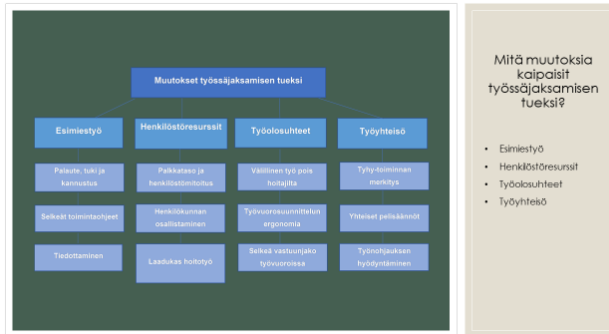 Muutokset työssäjaksamisen tueksi
Esimiestyö
Henkilöstöresurssit
Työolosuhteet
Työyhteisö
Palaute, tuki ja
kannustus
Palkkataso ja
henkilöstömitoitus
Välillinen työ pois
hoitajilta
Tyhy-toiminnan
merkitys
Selkeät toimintaohjeet
Henkilökunnan
osallistaminen
Työvuorosuunnittelun
ergonomia
Yhteiset pelisäännöt
Tiedottaminen
Laadukas hoitotyö
Selkeä vastuunjako
työvuoroissa
Työnohjauksen
hyödyntäminen
Mitä muutoksia
kaipaisit
työssäjaksamisen
tueksi?
• Esimiestyö
• Henkilöstöresurssit
• Työolosuhteet
• Työyhteisö